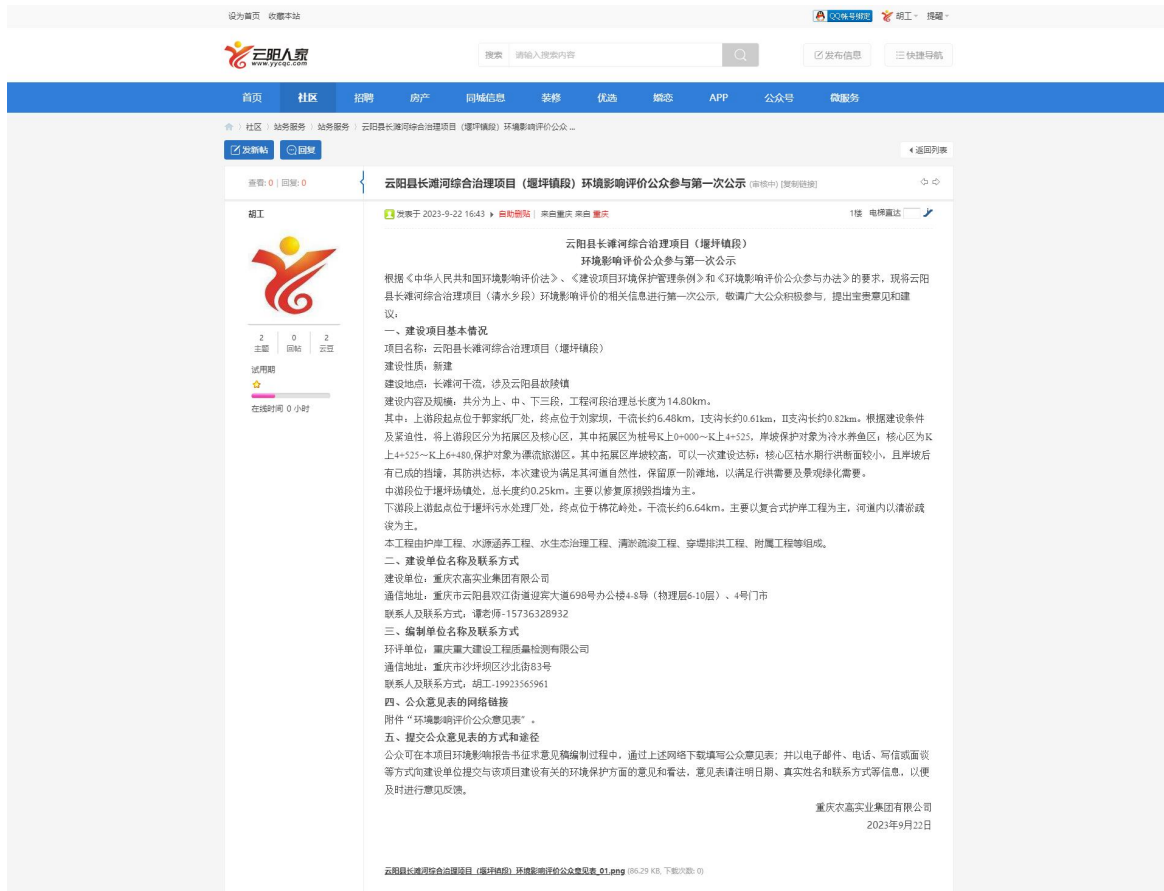 设为首页 收藏本站
QQ帐号绑定 胡工 提醒
云阳人家
www.yycqc.com
搜索 请输入搜索内容
发布信息 快捷导航
首页 社区 招聘 房产 同城信息 装修 优选 婚恋 APP 公众号 微服务
社区 站务服务 站务服务 云阳县长滩河综合治理项目（堰坪镇段）环境影响评价公众 ...
发新帖 回复 返回列表
查看: 0 | 回复: 0
云阳县长滩河综合治理项目（堰坪镇段）环境影响评价公众参与第一次公示 (审核中) [复制链接]
胡工
发表于 2023-9-22 16:43 自助删贴 | 来自重庆 来自 重庆
1楼 电梯直达
2 0 2
主题 回帖 云豆
试用期
在线时间 0 小时
云阳县长滩河综合治理项目（堰坪镇段）
环境影响评价公众参与第一次公示
根据《中华人民共和国环境影响评价法》、《建设项目环境保护管理条例》和《环境影响评价公众参与办法》的要求，现将云阳
县长滩河综合治理项目（清水乡段）环境影响评价的相关信息进行第一次公示，敬请广大公众积极参与，提出宝贵意见和建
议：
一、建设项目基本情况
项目名称：云阳县长滩河综合治理项目（堰坪镇段）
建设性质：新建
建设地点：长滩河干流，涉及云阳县故陵镇
建设内容及规模：共分为上、中、下三段，工程河段治理总长度为14.80km。
其中：上游段起点位于郭家纸厂处，终点位于刘家坝，干流长约6.48km，I支沟长约0.61km，II支沟长约0.82km。根据建设条件
及紧迫性，将上游段区分为拓展区及核心区，其中拓展区为桩号K上0+000～K上4+525，岸坡保护对象为冷水养鱼区；核心区为K
上4+525～K上6+480,保护对象为漂流旅游区。其中拓展区岸坡较高，可以一次建设达标；核心区枯水期行洪断面较小，且岸坡后
有已成的挡墙，其防洪达标，本次建设为满足其河道自然性，保留原一阶滩地，以满足行洪需要及景观绿化需要。
中游段位于堰坪场镇处，总长度约0.25km。主要以修复原损毁挡墙为主。
下游段上游起点位于堰坪污水处理厂处，终点位于棉花岭处。干流长约6.64km。主要以复合式护岸工程为主，河道内以清淤疏
浚为主。
本工程由护岸工程、水源涵养工程、水生态治理工程、清淤疏浚工程、穿堤排洪工程、附属工程等组成。
二、建设单位名称及联系方式
建设单位：重庆农高实业集团有限公司
通信地址：重庆市云阳县双江街道迎宾大道698号办公楼4-8导（物理层6-10层）、4号门市
联系人及联系方式：谭老师-15736328932
三、编制单位名称及联系方式
环评单位：重庆重大建设工程质量检测有限公司
通信地址：重庆市沙坪坝区沙北街83号
联系人及联系方式：胡工-19923565961
四、公众意见表的网络链接
附件“环境影响评价公众意见表”。
五、提交公众意见表的方式和途径
公众可在本项目环境影响报告书征求意见稿编制过程中，通过上述网络下载填写公众意见表；并以电子邮件、电话、写信或面谈
等方式向建设单位提交与该项目建设有关的环境保护方面的意见和看法，意见表请注明日期、真实姓名和联系方式等信息，以便
及时进行意见反馈。
重庆农高实业集团有限公司
2023年9月22日
云阳县长滩河综合治理项目（堰坪镇段）环境影响评价公众意见表_01.png (86.29 KB, 下载次数: 0)